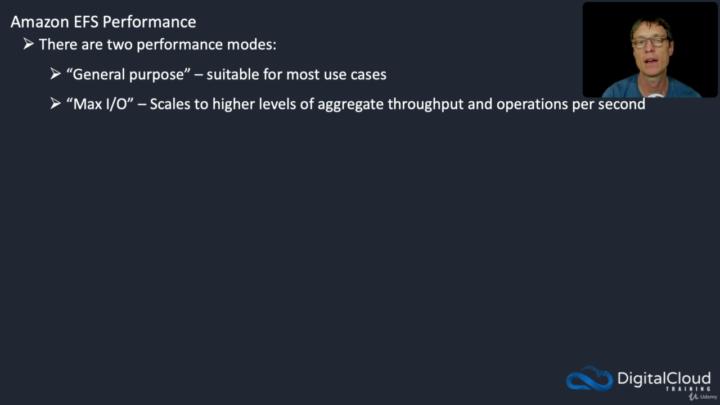 Amazon EFS Performance
➢ There are two performance modes:
➢ “General purpose” – suitable for most use cases
➢ “Max I/O” – Scales to higher levels of aggregate throughput and operations per second
DigitalCloud
TRAINING
Udemy